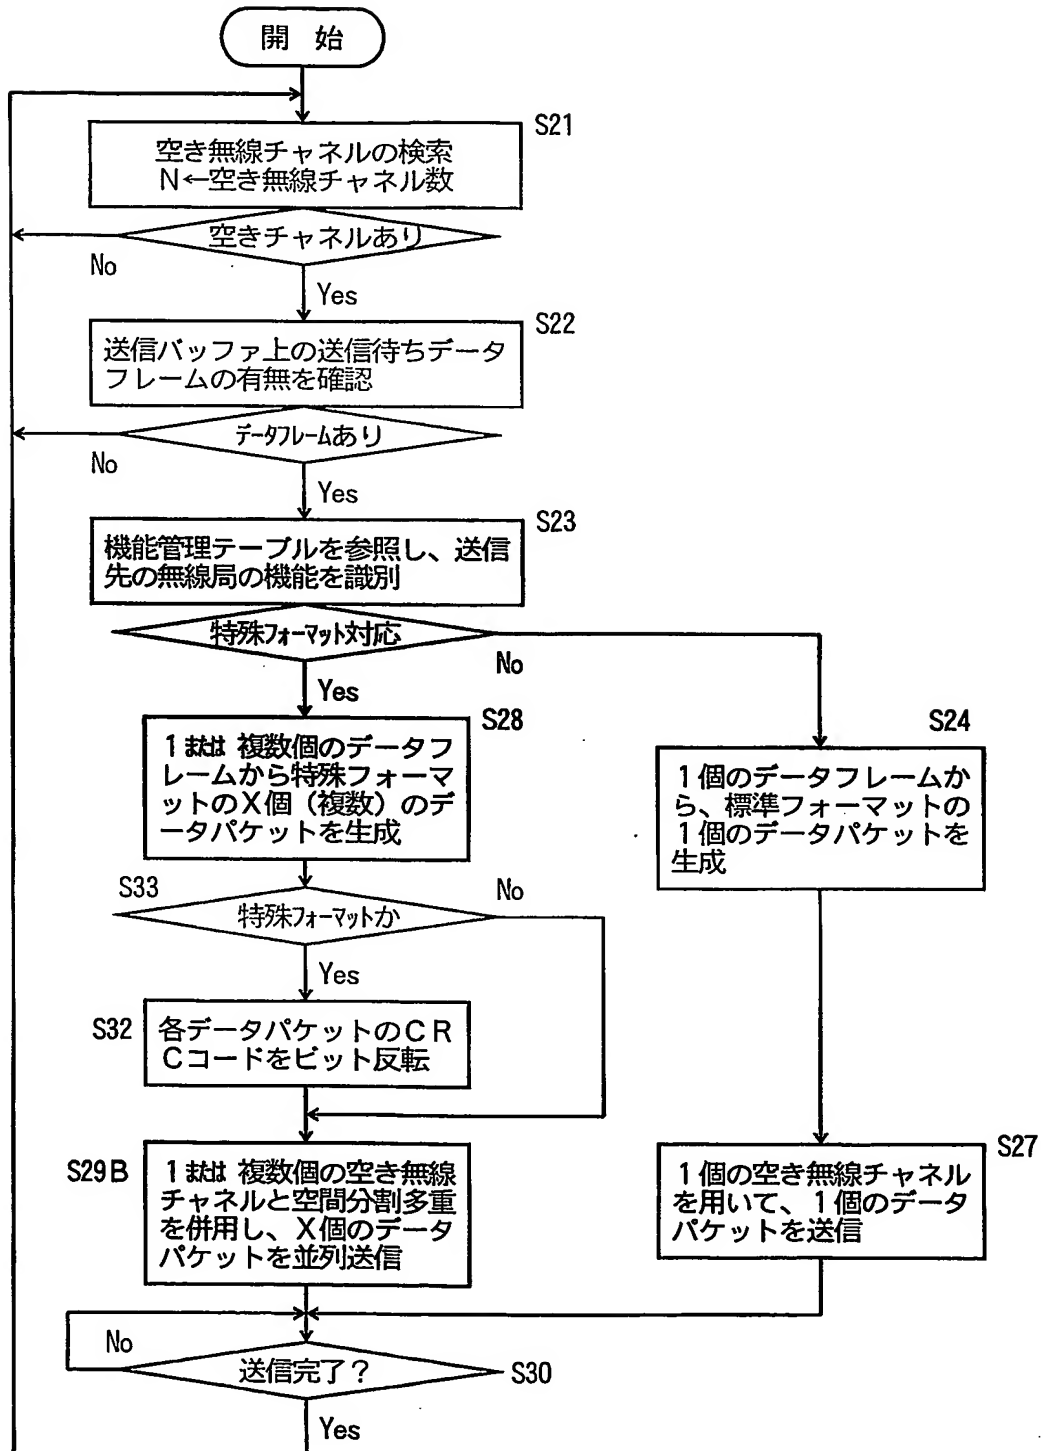 開 始
S21
空き無線チャネルの検索
N←空き無線チャネル数
空きチャネルあり
No
Yes
S22
送信バッファ上の送信待ちデータ
フレームの有無を確認
データフレームあり
No
Yes
S23
機能管理テーブルを参照し、送信
先の無線局の機能を識別
特殊フォーマット対応
No
Yes
S28
1または 複数個のデータフ
レームから特殊フォーマ
ットのX個（複数）のデ
ータパケットを生成
S24
1個のデータフレームか
ら、標準フォーマットの
1個のデータパケットを
生成
S33
特殊フォーマットか
No
Yes
S32
各データパケットのCR
Cコードをビット反転
S29B
1または 複数個の空き無線
チャネルと空間分割多重
を併用し、X個のデータ
パケットを並列送信
S27
1個の空き無線チャネル
を用いて、1個のデータ
パケットを送信
No
送信完了？
S30
Yes